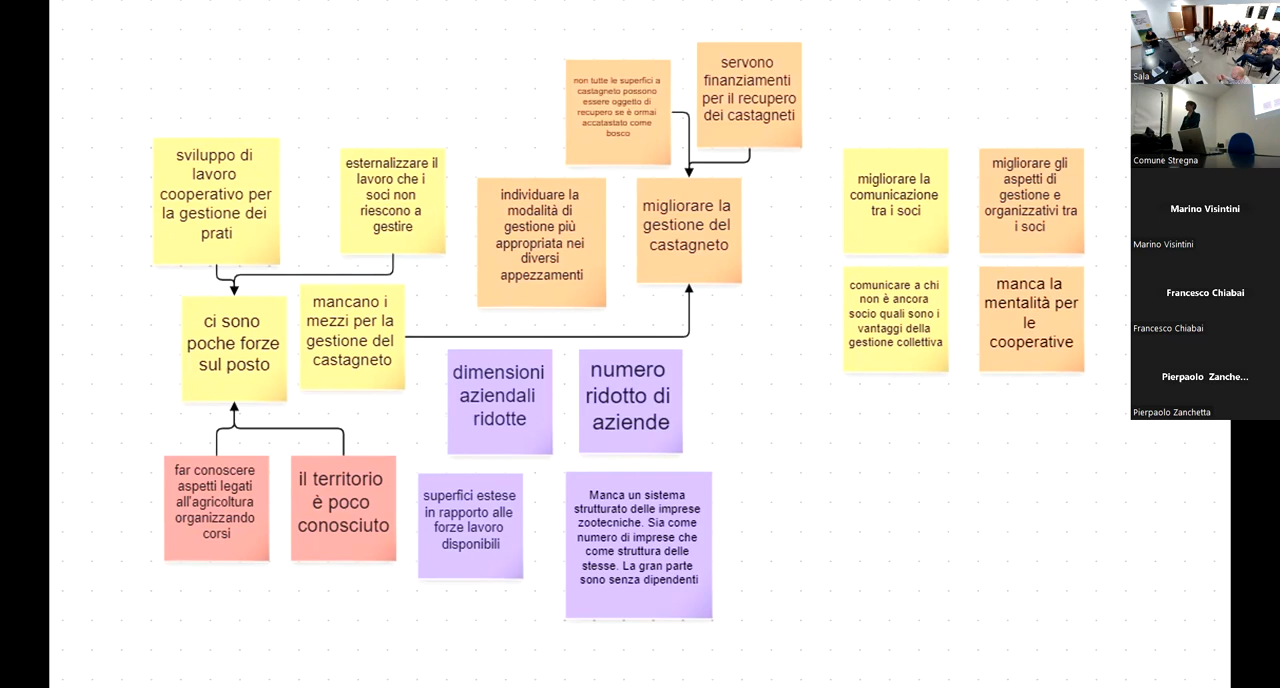 non tutte le superfici a
castagneto possono
essere oggetto di
recupero se è ormai
accatastato come
bosco
servono
finanziamenti
per il recupero
dei castagneti
sviluppo di
lavoro
cooperativo per
la gestione dei
prati
esternalizzare il
lavoro che i
soci non
riescono a
gestire
individuare la
modalità di
gestione più
appropriata nei
diversi
appezzamenti
migliorare la
gestione del
castagneto
migliorare la
comunicazione
tra i soci
migliorare gli
aspetti di
gestione e
organizzativi tra
i soci
ci sono
poche forze
sul posto
mancano i
mezzi per la
gestione del
castagneto
comunicare a chi
non è ancora
socio quali sono i
vantaggi della
gestione collettiva
manca la
mentalità per
le
cooperative
dimensioni
aziendali
ridotte
numero
ridotto di
aziende
far conoscere
aspetti legati
all'agricoltura
organizzando
corsi
il territorio
è poco
conosciuto
superfici estese
in rapporto alle
forze lavoro
disponibili
Manca un sistema
strutturato delle imprese
zootecniche. Sia come
numero di imprese che
come struttura delle
stesse. La gran parte
sono senza dipendenti
Sala
Comune Stregna
Marino Visintini
Marino Visintini
Francesco Chiabai
Francesco Chiabai
Pierpaolo Zanche...
Pierpaolo Zanchetta